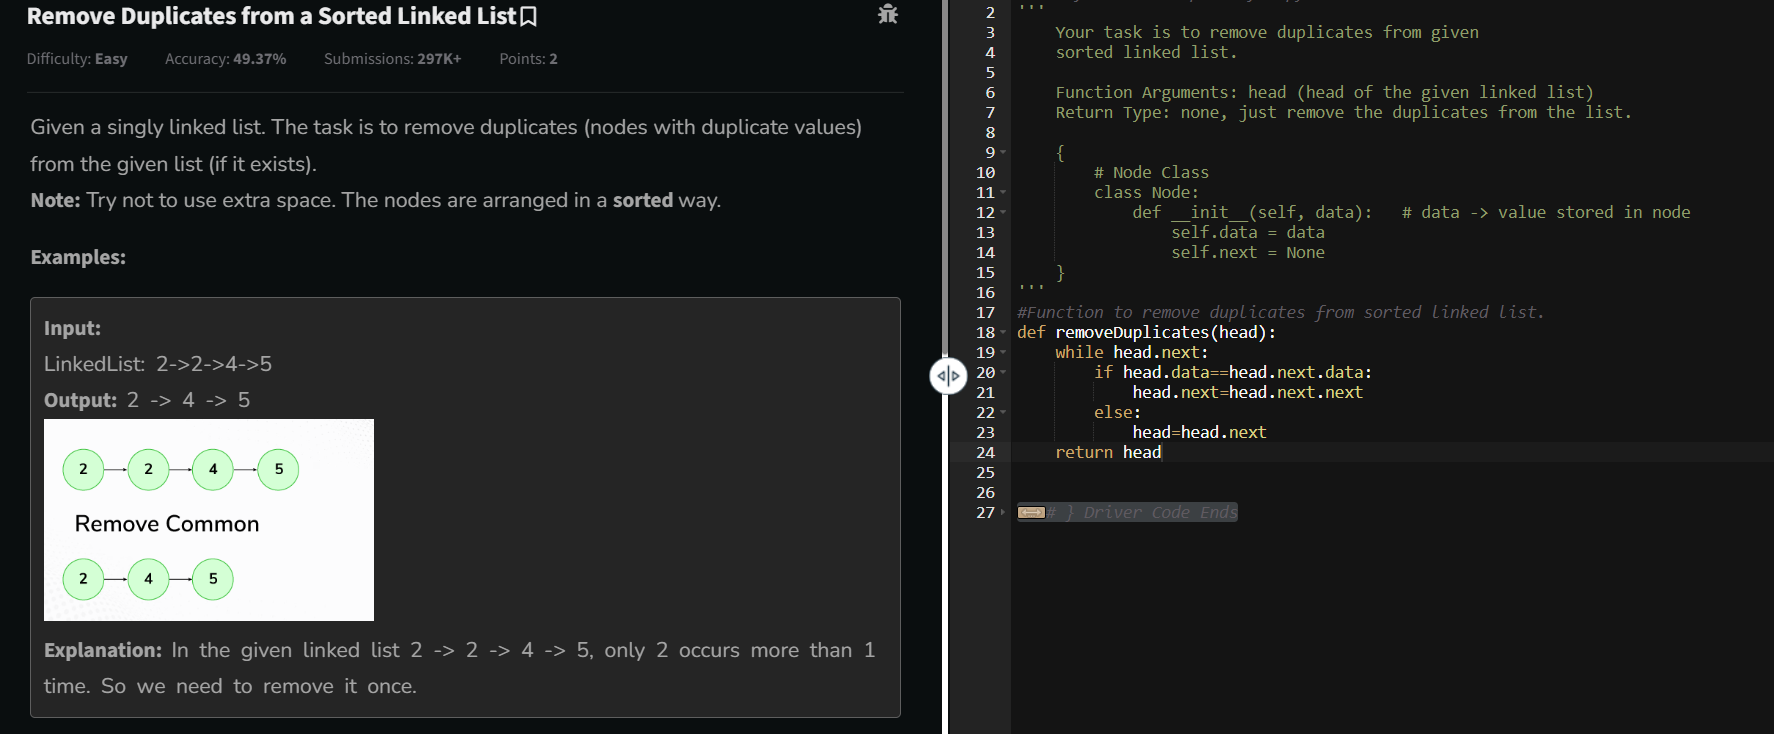 Remove Duplicates from a Sorted Linked List
Difficulty: Easy Accuracy: 49.37% Submissions: 297K+ Points: 2
Given a singly linked list. The task is to remove duplicates (nodes with duplicate values)
from the given list (if it exists).
Note: Try not to use extra space. The nodes are arranged in a sorted way.
Examples:
Input:
LinkedList: 2->2->4->5
Output: 2 -> 4 -> 5
2 2 4 5
Remove Common
2 4 5
Explanation: In the given linked list 2 -> 2 -> 4 -> 5, only 2 occurs more than 1
time. So we need to remove it once.
2 '''
3 Your task is to remove duplicates from given
4 sorted linked list.
5
6 Function Arguments: head (head of the given linked list)
7 Return Type: none, just remove the duplicates from the list.
8
9 {
10 # Node Class
11 class Node:
12 def __init__(self, data): # data -> value stored in node
13 self.data = data
14 self.next = None
15 }
16 '''
17 #Function to remove duplicates from sorted linked list.
18 def removeDuplicates(head):
19 while head.next:
20 if head.data==head.next.data:
21 head.next=head.next.next
22 else:
23 head=head.next
24 return head
25
26
27 # } Driver Code Ends